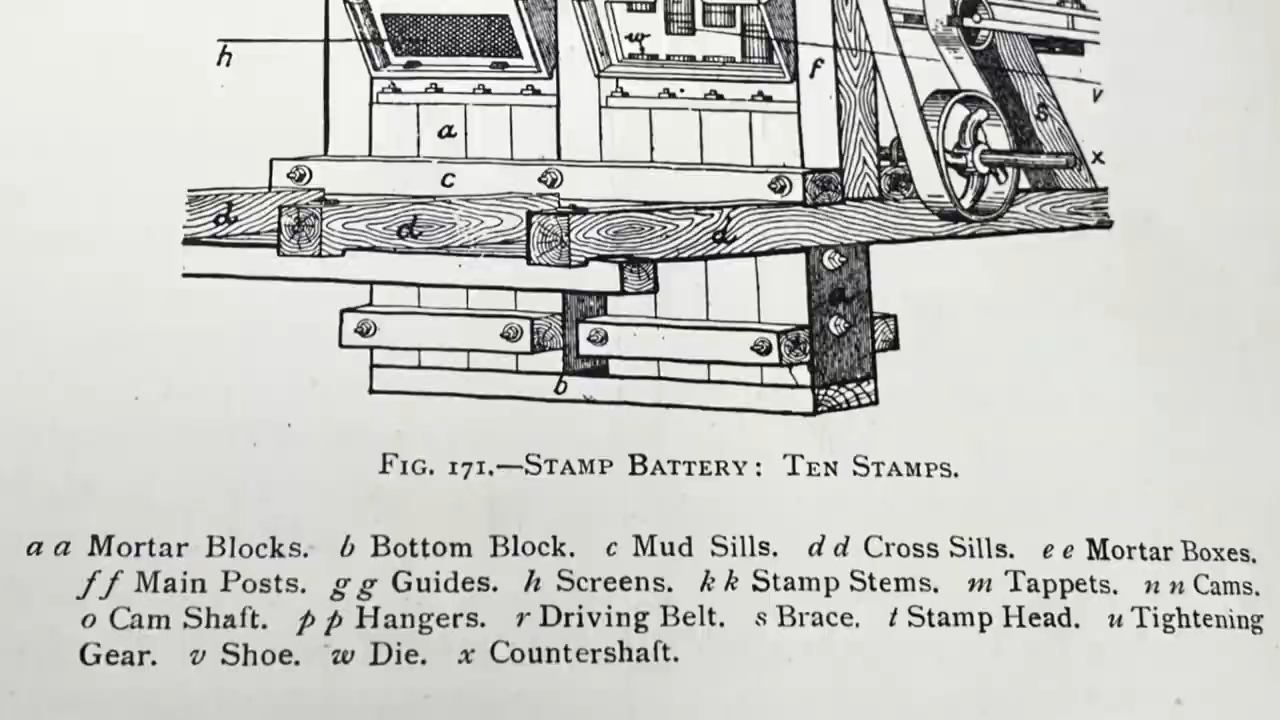 h
w
f
v
a
s
x
c
d d d
a
b
FIG. 171.—STAMP BATTERY: TEN STAMPS.
a a Mortar Blocks. b Bottom Block. c Mud Sills. d d Cross Sills. e e Mortar Boxes.
f f Main Posts. g g Guides. h Screens. k k Stamp Stems. m Tappets. n n Cams.
o Cam Shaft. p p Hangers. r Driving Belt. s Brace. t Stamp Head. u Tightening
Gear. v Shoe. w Die. x Countershaft.